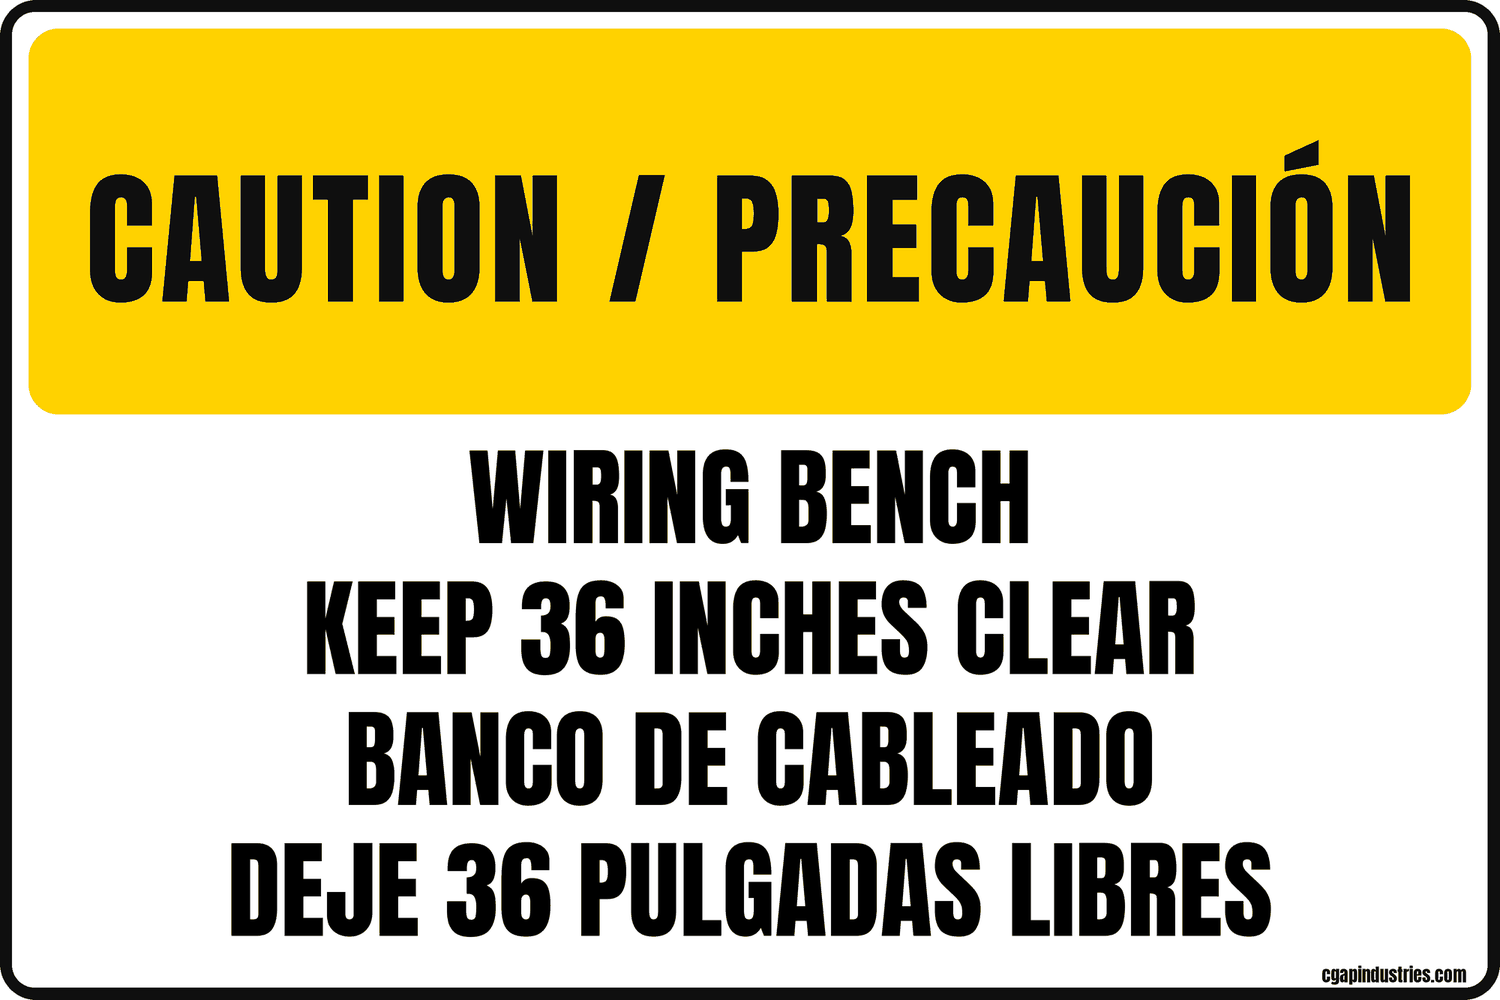 CAUTION / PRECAUCIÓN
WIRING BENCH
KEEP 36 INCHES CLEAR
BANCO DE CABLEADO
DEJE 36 PULGADAS LIBRES
cgapindustries.com